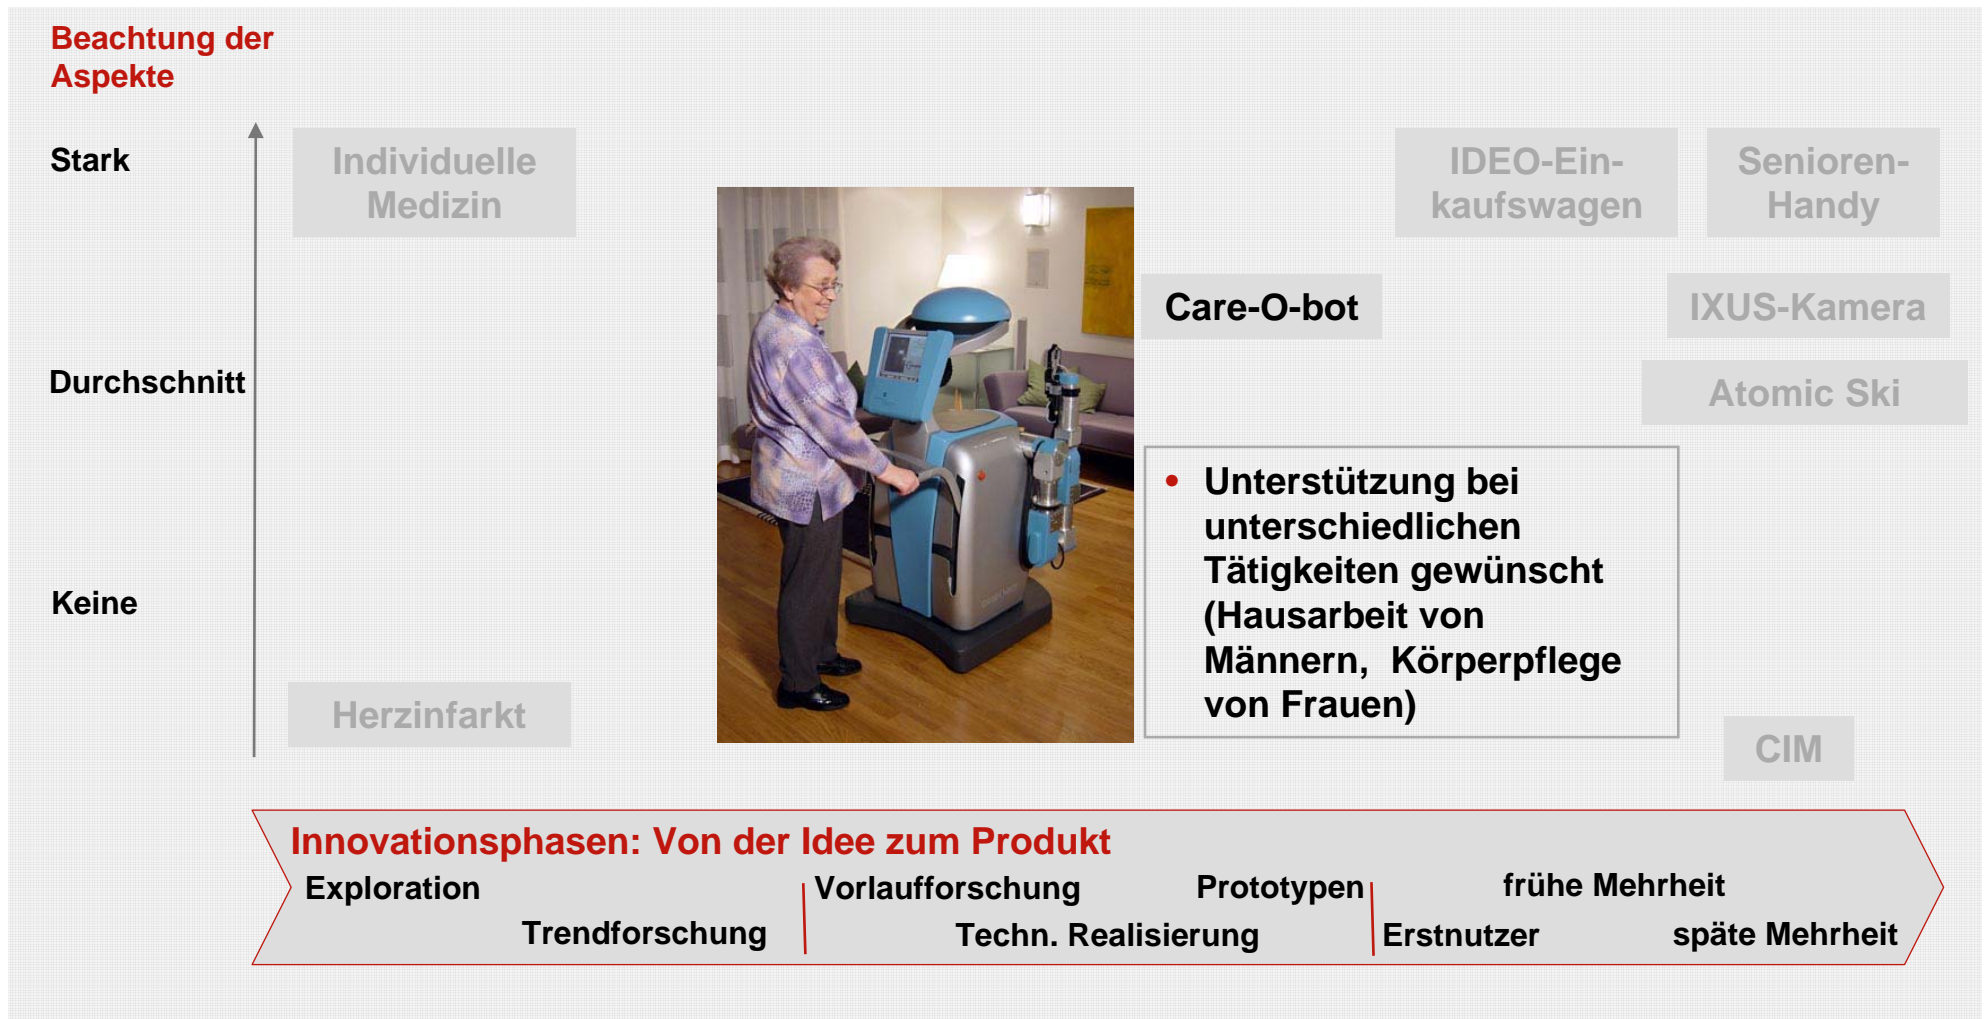 Beachtung der
Aspekte
Stark
Individuelle
Medizin
IDEO-Ein-
kaufswagen
Senioren-
Handy
Care-O-bot
IXUS-Kamera
Durchschnitt
Atomic Ski
• Unterstützung bei
unterschiedlichen
Tätigkeiten gewünscht
(Hausarbeit von
Männern, Körperpflege
von Frauen)
Keine
Herzinfarkt
CIM
Innovationsphasen: Von der Idee zum Produkt
Exploration
Vorlaufforschung
Prototypen
frühe Mehrheit
Trendforschung
Techn. Realisierung
Erstnutzer
späte Mehrheit